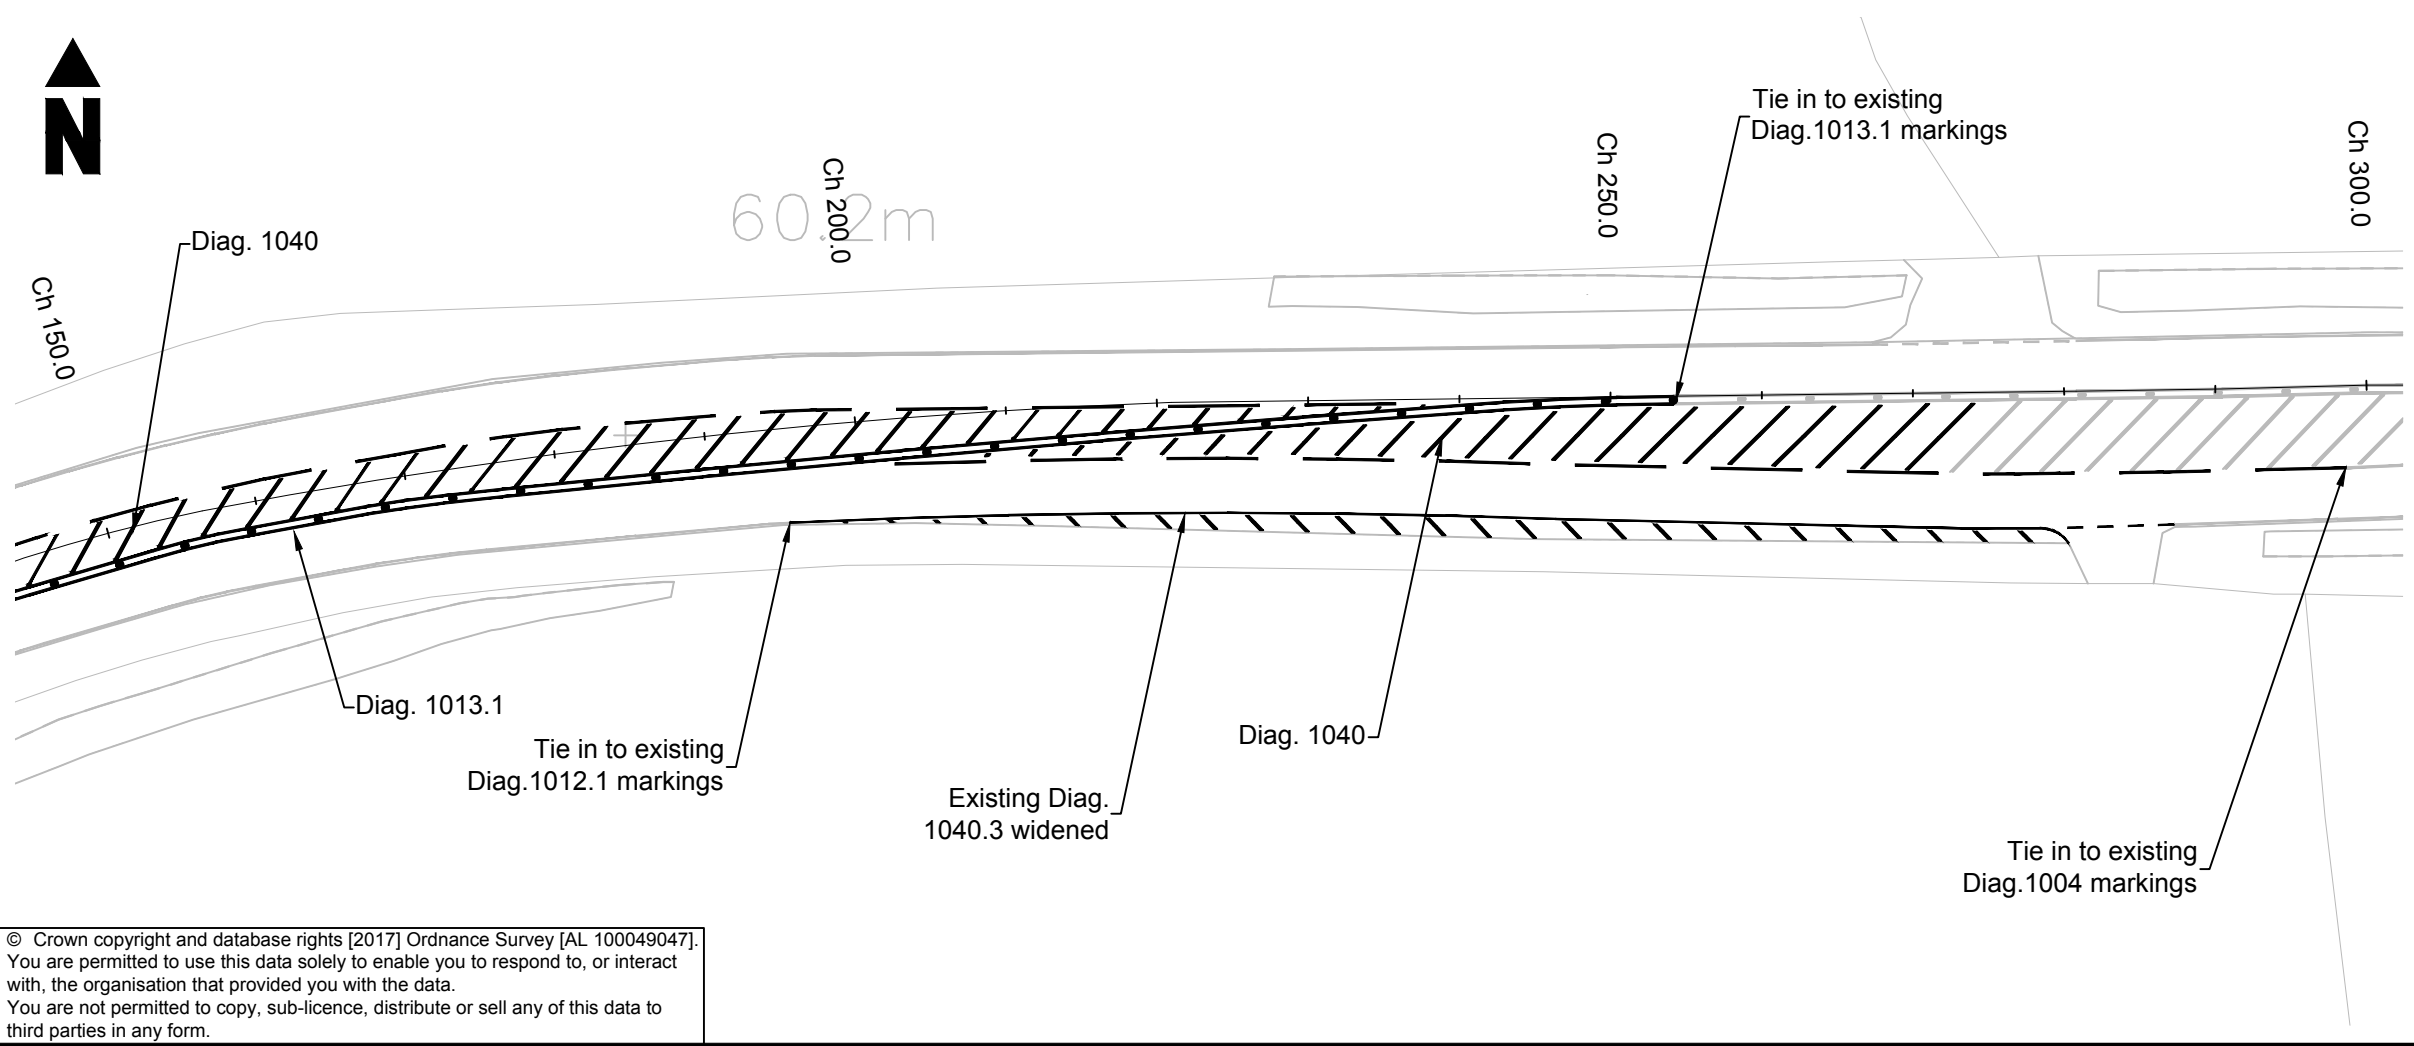 N
Tie in to existing
Diag.1013.1 markings
Ch 150.0
Ch 200.0
Ch 250.0
Ch 300.0
60.2m
Diag. 1040
Diag. 1013.1
Tie in to existing
Diag.1012.1 markings
Existing Diag.
1040.3 widened
Diag. 1040
Tie in to existing
Diag.1004 markings
© Crown copyright and database rights [2017] Ordnance Survey [AL 100049047].
You are permitted to use this data solely to enable you to respond to, or interact
with, the organisation that provided you with the data.
You are not permitted to copy, sub-licence, distribute or sell any of this data to
third parties in any form.